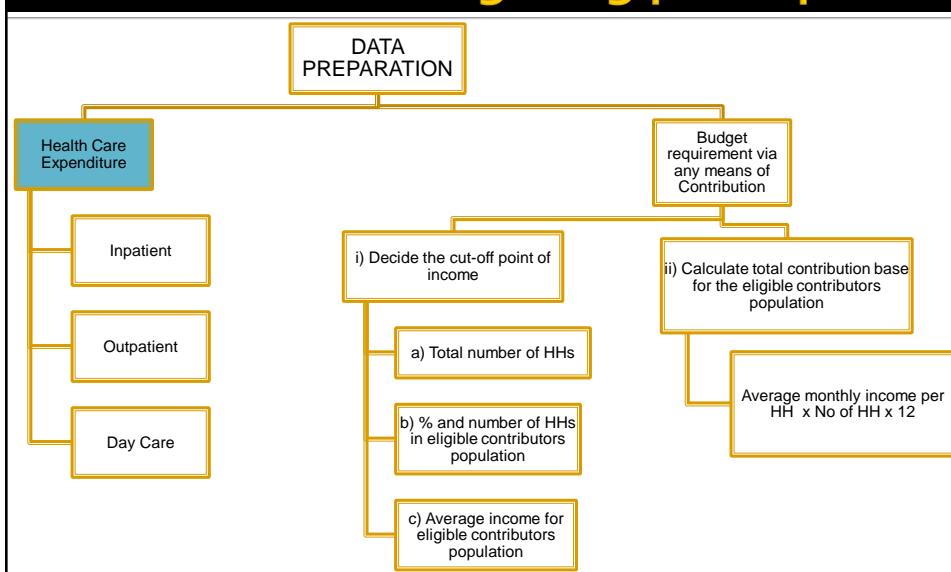 DATA
PREPARATION
Health Care
Expenditure
Inpatient
Outpatient
Day Care
Budget
requirement via
any means of
Contribution
i) Decide the cut-off point of
income
a) Total number of HHs
b) % and number of HHs
in eligible contributors
population
c) Average income for
eligible contributors
population
ii) Calculate total contribution base
for the eligible contributors
population
Average monthly income per
HH x No of HH x 12